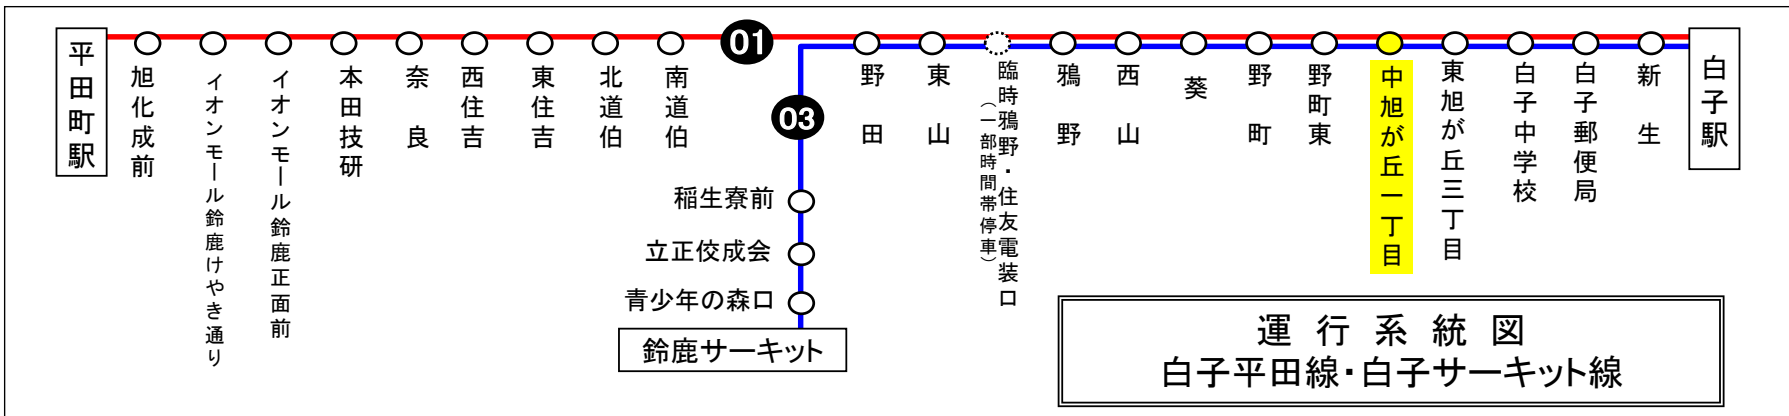 平田町駅
旭化成前
イオンモール鈴鹿けやき通り
イオンモール鈴鹿正面前
本田技研
奈良
西住吉
東住吉
北道伯
南道伯
01
03
野田
東山
臨時鴉野・住友電装口
（一部時間帯停車）
鴉野
西山
葵
野町
野町東
中旭が丘一丁目
東旭が丘三丁目
白子中学校
白子郵便局
新生
白子駅
稲生寮前
立正佼成会
青少年の森口
鈴鹿サーキット
運行系統図
白子平田線・白子サーキット線